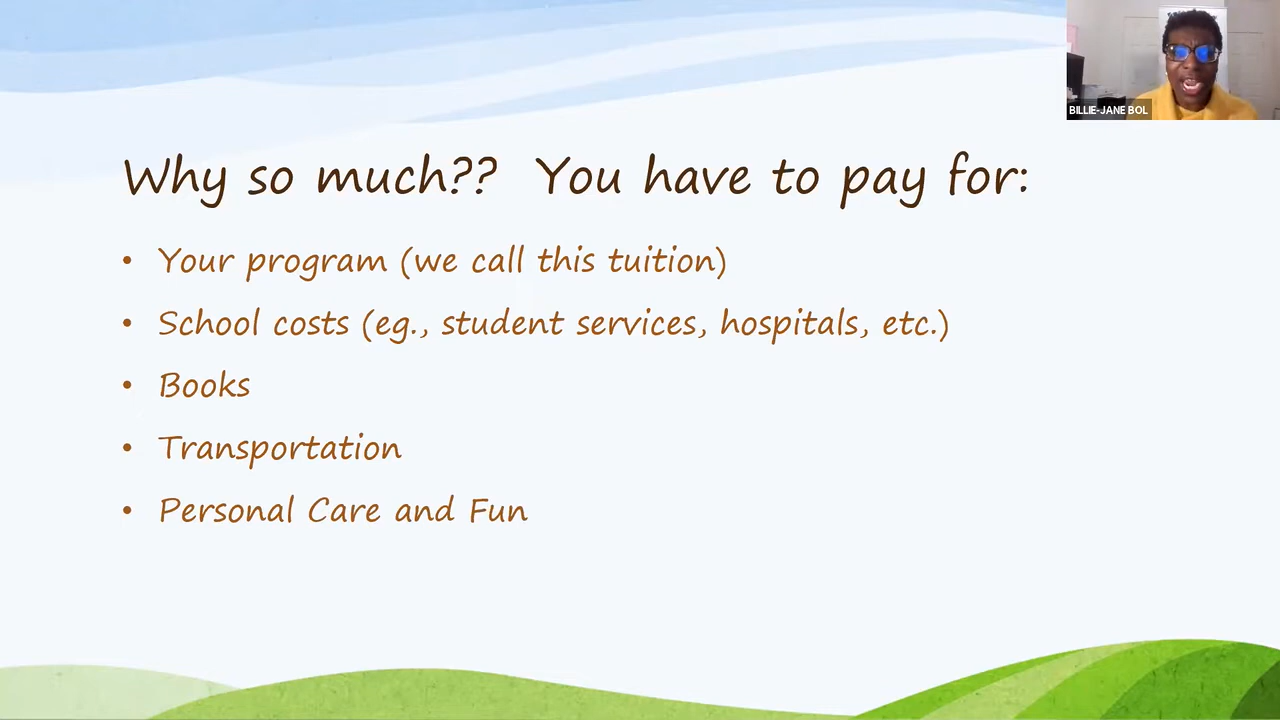 BILLIE-JANE BOL
Why so much?? You have to pay for:
• Your program (we call this tuition)
• School costs (eg., student services, hospitals, etc.)
• Books
• Transportation
• Personal Care and Fun